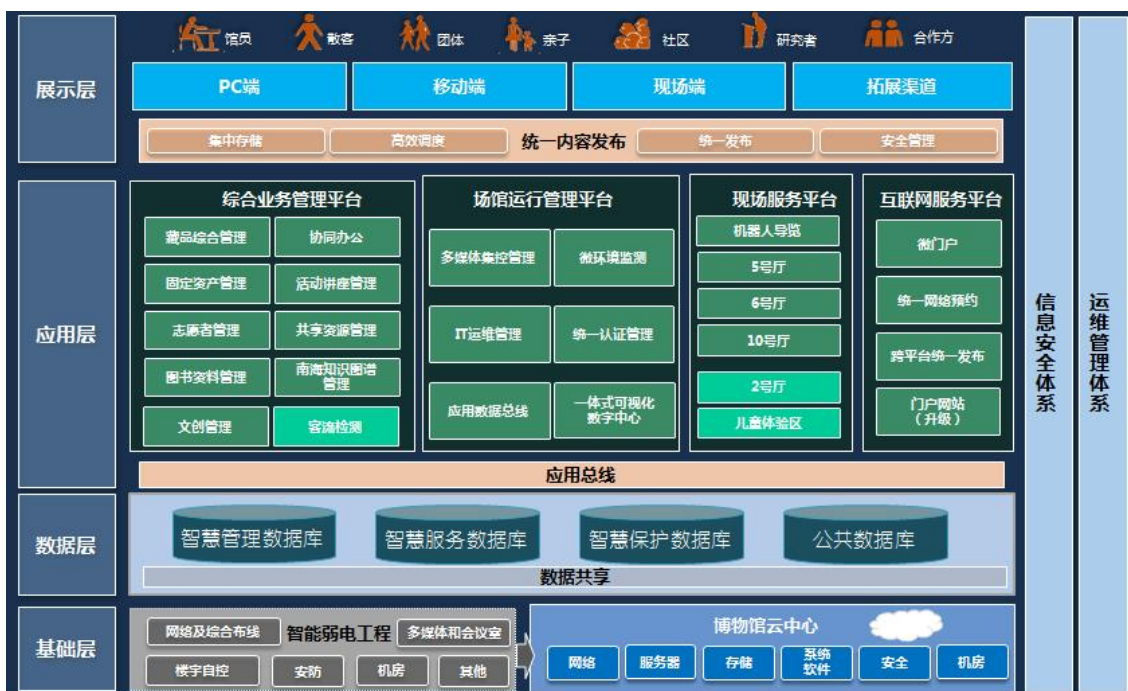 馆员
散客
团体
亲子
社区
研究者
合作方
展示层
PC端
移动端
现场端
拓展渠道
集中存储
高效调度
统一内容发布
统一发布
安全管理
应用层
综合业务管理平台
藏品综合管理
协同办公
固定资产管理
活动讲座管理
志愿者管理
共享资源管理
图书资料管理
南海知识图谱
管理
文创管理
客流检测
场馆运行管理平台
多媒体集控管理
微环境监测
IT运维管理
统一认证管理
应用数据总线
一体式可视化
数字中心
现场服务平台
机器人导览
5号厅
6号厅
10号厅
2号厅
儿童体验区
互联网服务平台
微门户
统一网络预约
跨平台统一发布
门户网站
（升级）
应用总线
数据层
智慧管理数据库
智慧服务数据库
智慧保护数据库
公共数据库
数据共享
基础层
网络及综合布线
智能弱电工程
多媒体和会议室
楼宇自控
安防
机房
其他
博物馆云中心
网络
服务器
存储
系统
软件
安全
机房
信息安全体系
运维管理体系